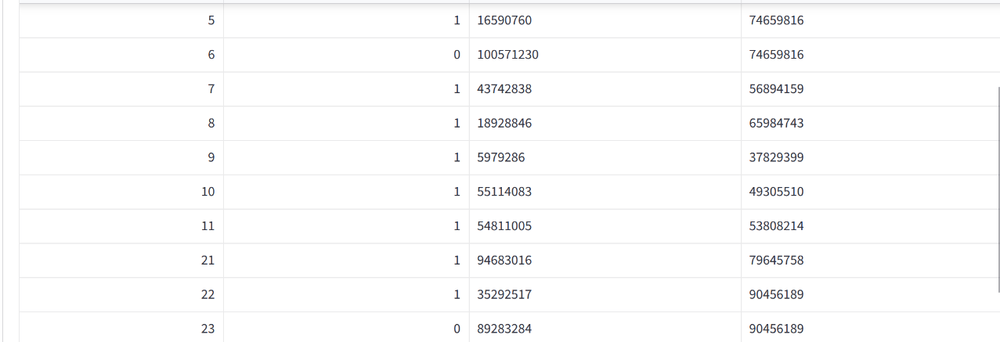 5 1 16590760 74659816
6 0 100571230 74659816
7 1 43742838 56894159
8 1 18928846 65984743
9 1 5979286 37829399
10 1 55114083 49305510
11 1 54811005 53808214
21 1 94683016 79645758
22 1 35292517 90456189
23 0 89283284 90456189